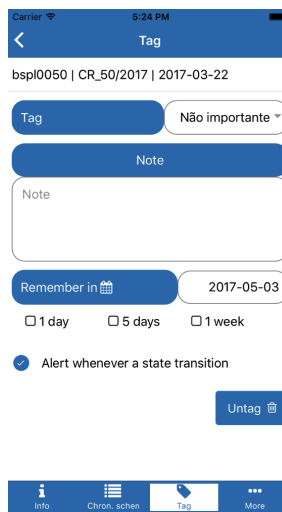 Carrier 5:24 PM
Tag
bspl0050 | CR_50/2017 | 2017-03-22
Tag Não importante
Note
Note
Remember in 2017-05-03
1 day 5 days 1 week
Alert whenever a state transition
Untag
Info Chron. schen Tag More